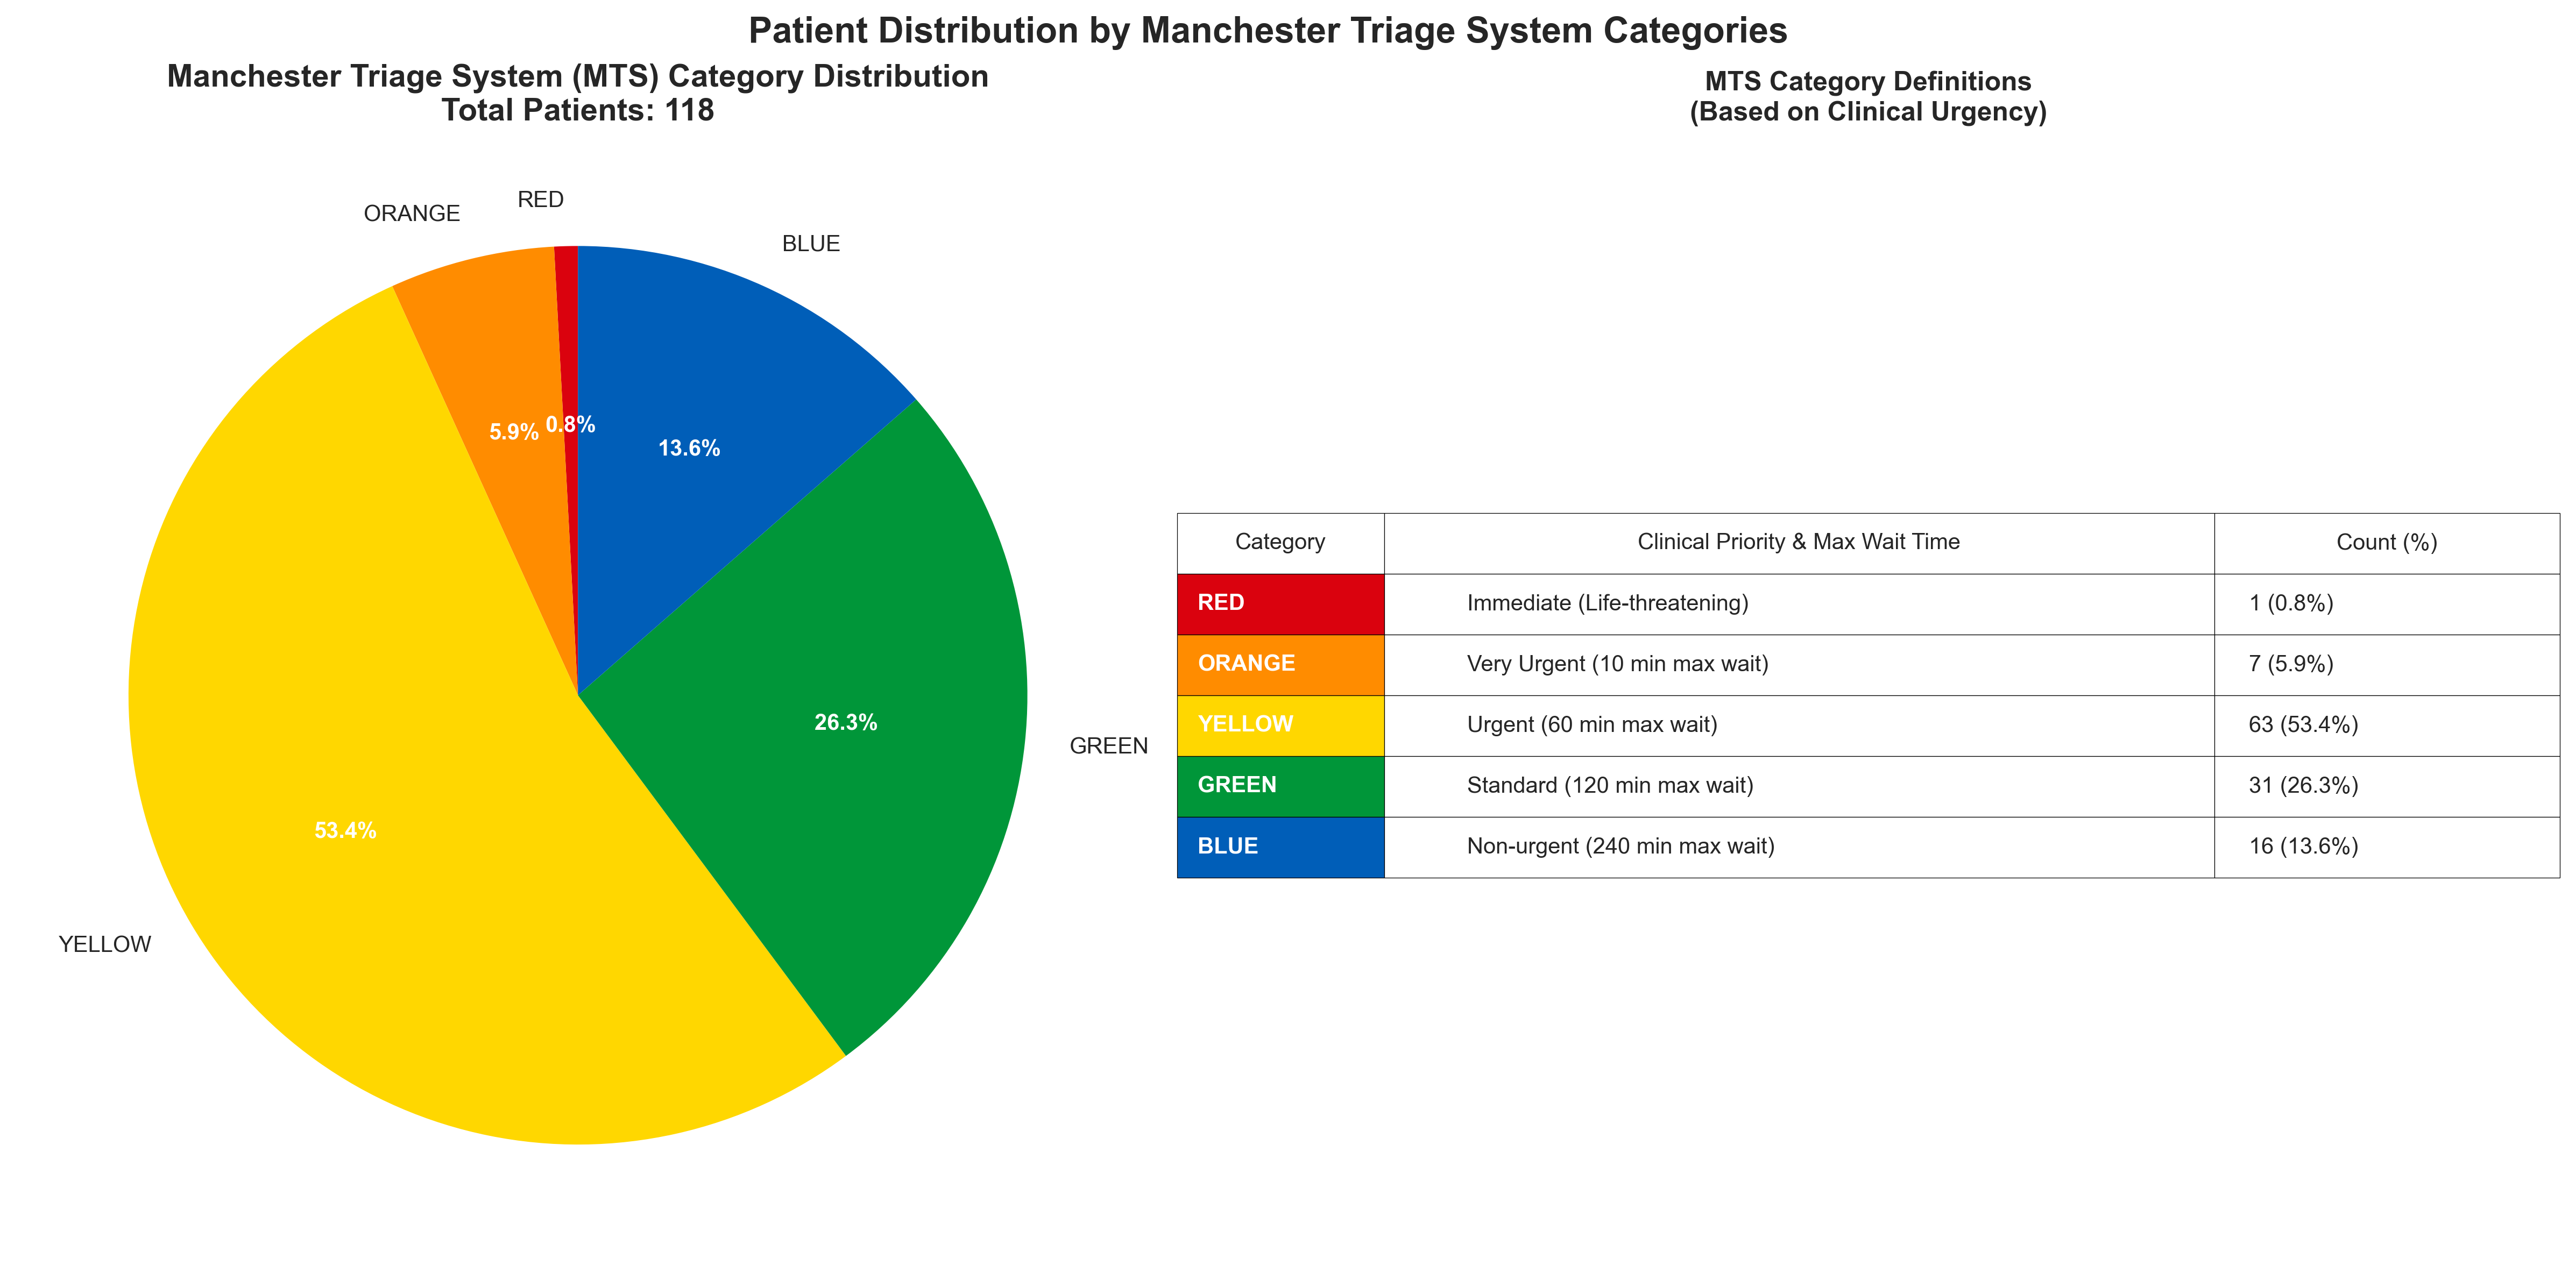 Patient Distribution by Manchester Triage System Categories
Manchester Triage System (MTS) Category Distribution
Total Patients: 118
RED
ORANGE
BLUE
5.9%
0.8%
13.6%
26.3%
GREEN
53.4%
YELLOW
MTS Category Definitions
(Based on Clinical Urgency)
Category Clinical Priority & Max Wait Time Count (%)
RED Immediate (Life-threatening) 1 (0.8%)
ORANGE Very Urgent (10 min max wait) 7 (5.9%)
YELLOW Urgent (60 min max wait) 63 (53.4%)
GREEN Standard (120 min max wait) 31 (26.3%)
BLUE Non-urgent (240 min max wait) 16 (13.6%)